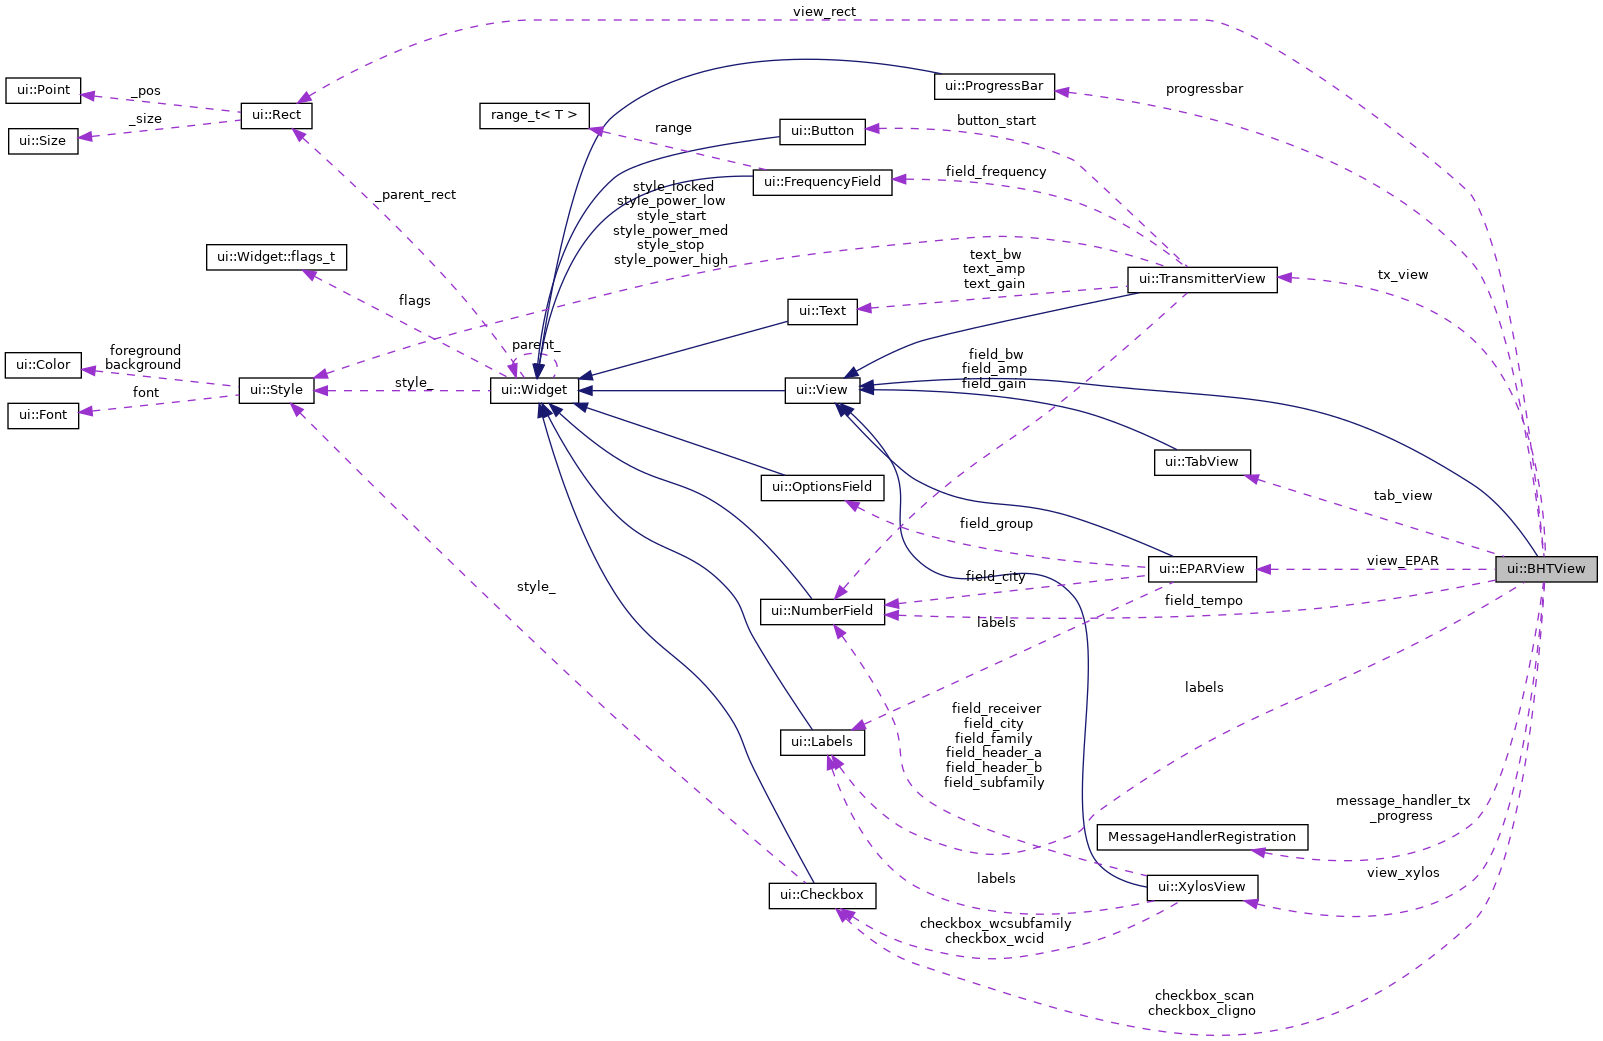 view_rect
ui::Point
_pos
ui::Rect
_size
ui::Size
range_t< T >
range
ui::ProgressBar
progressbar
ui::Button
button_start
ui::FrequencyField
field_frequency
_parent_rect
style_locked
style_power_low
style_start
style_power_med
style_stop
style_power_high
ui::Widget::flags_t
flags
text_bw
text_amp
text_gain
ui::TransmitterView
tx_view
ui::Text
parent_
foreground
background
ui::Color
font
ui::Font
ui::Style
style_
ui::Widget
ui::View
field_bw
field_amp
field_gain
ui::TabView
tab_view
ui::OptionsField
field_group
ui::EPARView
view_EPAR
ui::BHTView
field_city
ui::NumberField
field_tempo
style_
labels
labels
field_receiver
field_city
field_family
field_header_a
field_header_b
field_subfamily
ui::Labels
message_handler_tx
_progress
MessageHandlerRegistration
view_xylos
labels
ui::XylosView
ui::Checkbox
checkbox_wcsubfamily
checkbox_wcid
checkbox_scan
checkbox_cligno